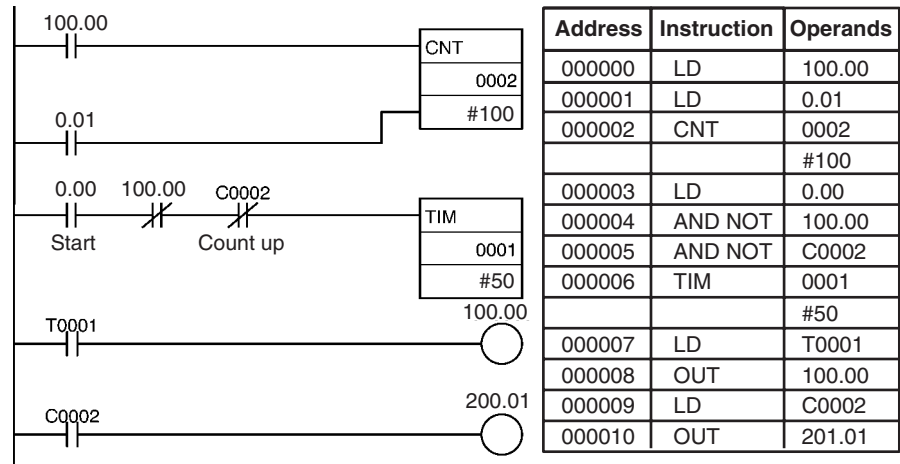 100.00
CNT
0002
#100
0.01
0.00 100.00 C0002
Start Count up
TIM
0001
#50
T0001
100.00
C0002
200.01
Address Instruction Operands
000000 LD 100.00
000001 LD 0.01
000002 CNT 0002
#100
000003 LD 0.00
000004 AND NOT 100.00
000005 AND NOT C0002
000006 TIM 0001
#50
000007 LD T0001
000008 OUT 100.00
000009 LD C0002
000010 OUT 201.01